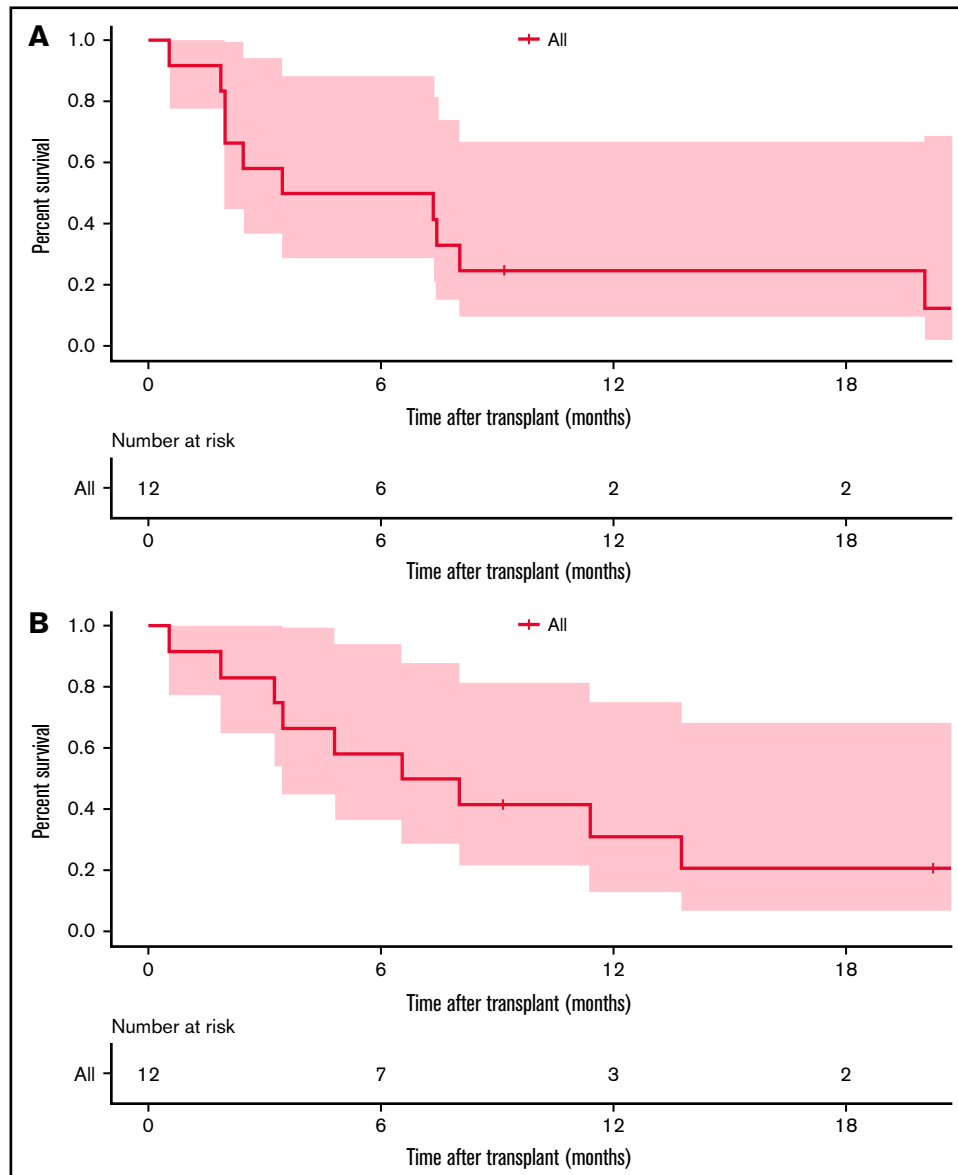 A
All
Percent survival
1.0
0.8
0.6
0.4
0.2
0.0
0 6 12 18
Time after transplant (months)
Number at risk
All 12 6 2 2
0 6 12 18
Time after transplant (months)
B
All
Percent survival
1.0
0.8
0.6
0.4
0.2
0.0
0 6 12 18
Time after transplant (months)
Number at risk
All 12 7 3 2
0 6 12 18
Time after transplant (months)